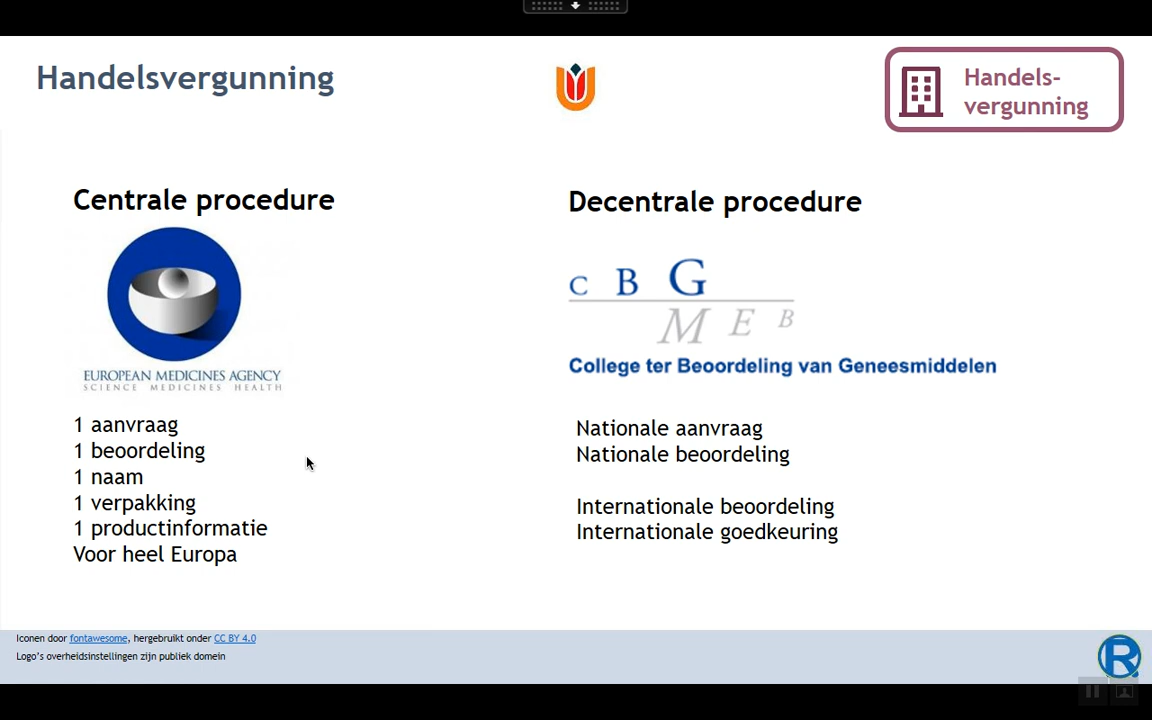 Handelsvergunning
Handels-
vergunning
Centrale procedure
EUROPEAN MEDICINES AGENCY
SCIENCE MEDICINES HEALTH
1 aanvraag
1 beoordeling
1 naam
1 verpakking
1 productinformatie
Voor heel Europa
Decentrale procedure
C B G
M E B
College ter Beoordeling van Geneesmiddelen
Nationale aanvraag
Nationale beoordeling
Internationale beoordeling
Internationale goedkeuring
Iconen door fontawesome, hergebruikt onder CC BY 4.0
Logo's overheidsinstellingen zijn publiek domein
R